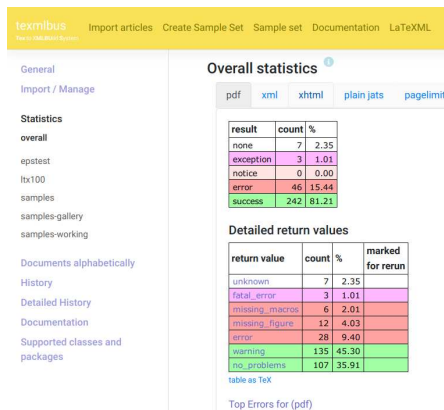 texmlbus
Import articles Create Sample Set Sample set Documentation LaTeXML
General
Import / Manage
Statistics
overall
epstest
ltx100
samples
samples-gallery
samples-working
Documents alphabetically
History
Detailed History
Documentation
Supported classes and
packages
Overall statistics
pdf xml xhtml plain jats pagelimit
result count %
none 7 2.35
exception 3 1.01
notice 0 0.00
error 46 15.44
success 242 81.21
Detailed return values
return value count % marked
for rerun
unknown 7 2.35
fatal_error 3 1.01
missing_macros 6 2.01
missing_figure 12 4.03
error 28 9.40
warning 135 45.30
no_problems 107 35.91
table as TeX
Top Errors for (pdf)